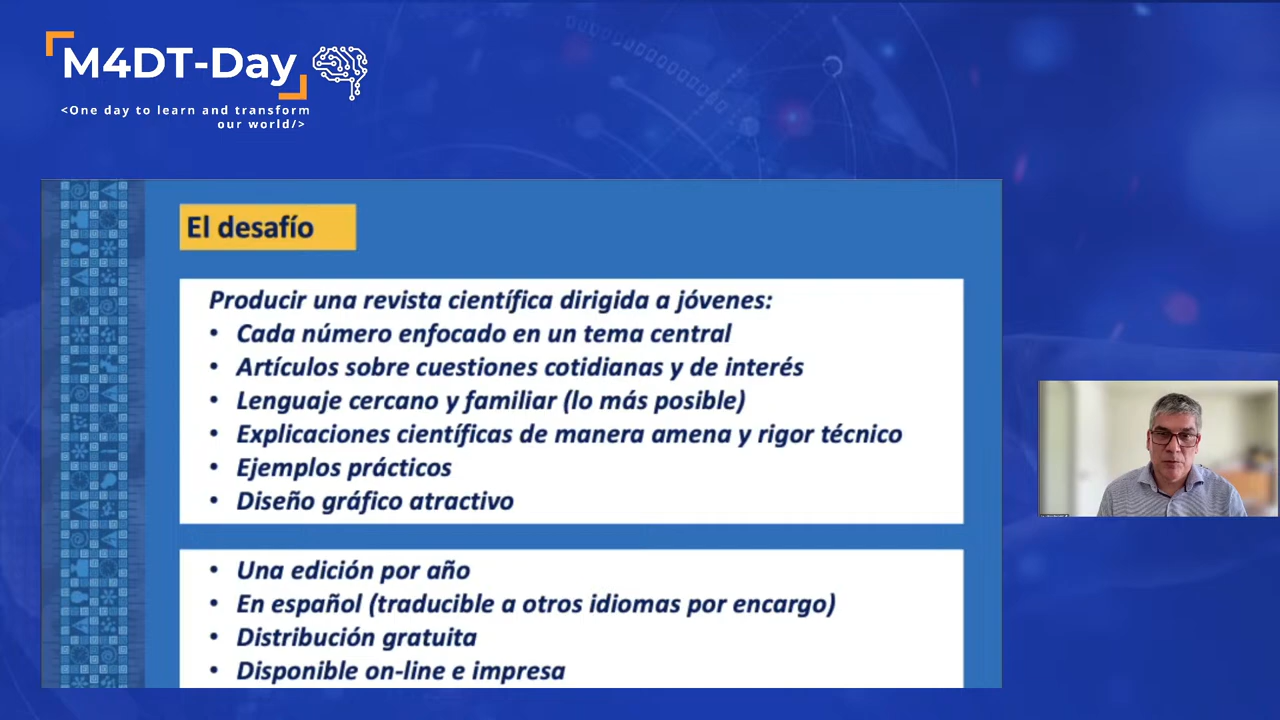 M4DT-Day
<One day to learn and transform
our world/>
El desafío
Producir una revista científica dirigida a jóvenes:
• Cada número enfocado en un tema central
• Artículos sobre cuestiones cotidianas y de interés
• Lenguaje cercano y familiar (lo más posible)
• Explicaciones científicas de manera amena y rigor técnico
• Ejemplos prácticos
• Diseño gráfico atractivo
• Una edición por año
• En español (traducible a otros idiomas por encargo)
• Distribución gratuita
• Disponible on-line e impresa